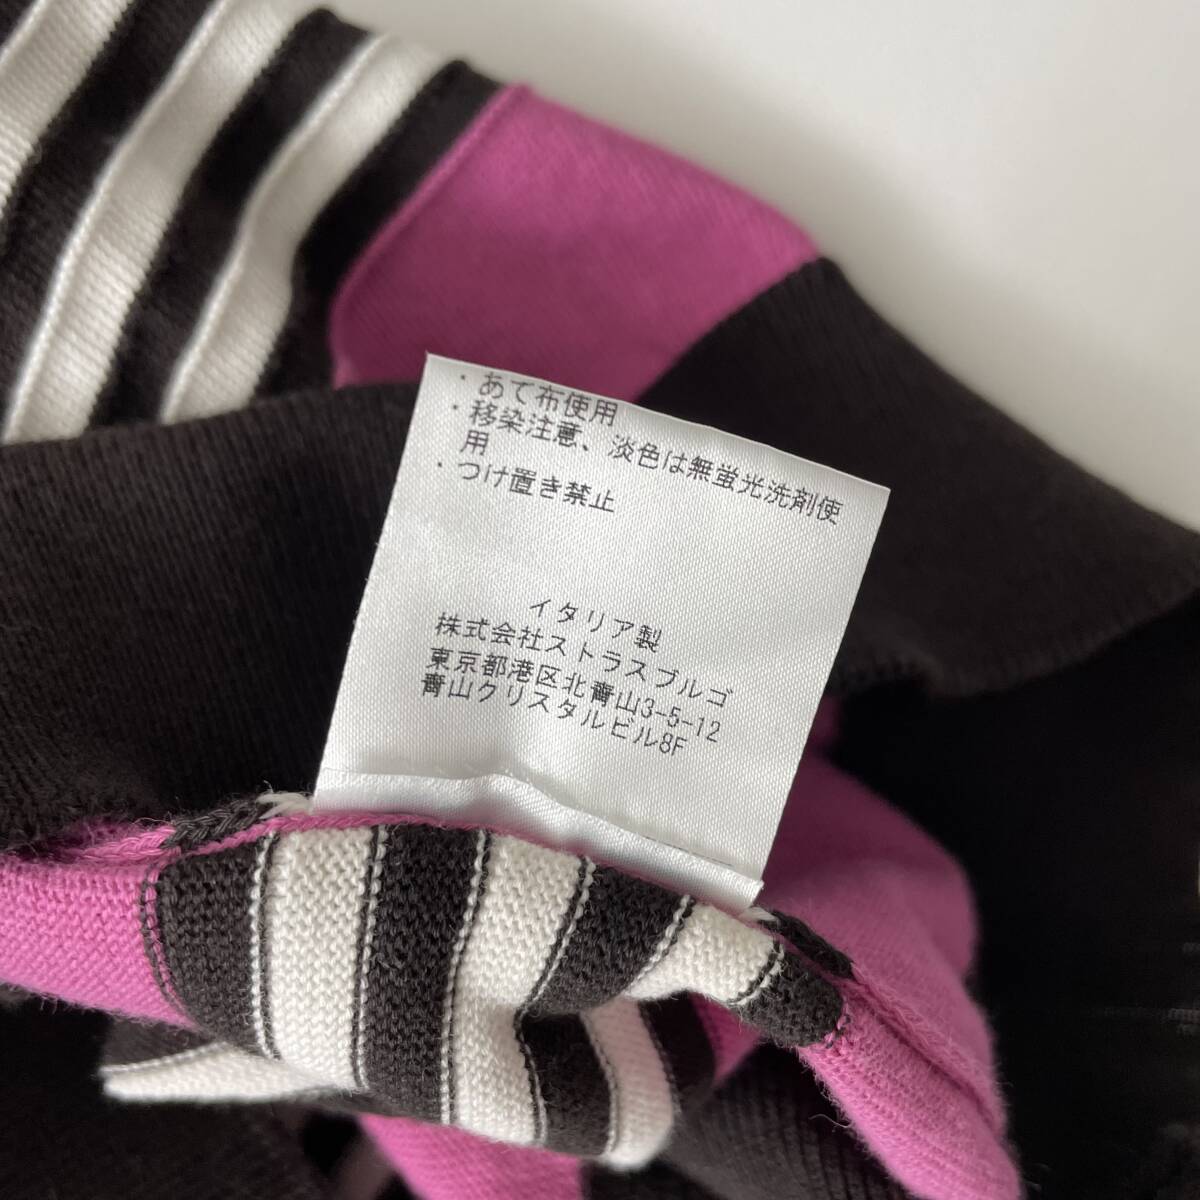 ・あて布使用
・移染注意、淡色は無蛍光洗剤使
用
・つけ置き禁止
イタリア製
株式会社ストラスブルゴ
東京都港区北青山3-5-12
青山クリスタルビル8F